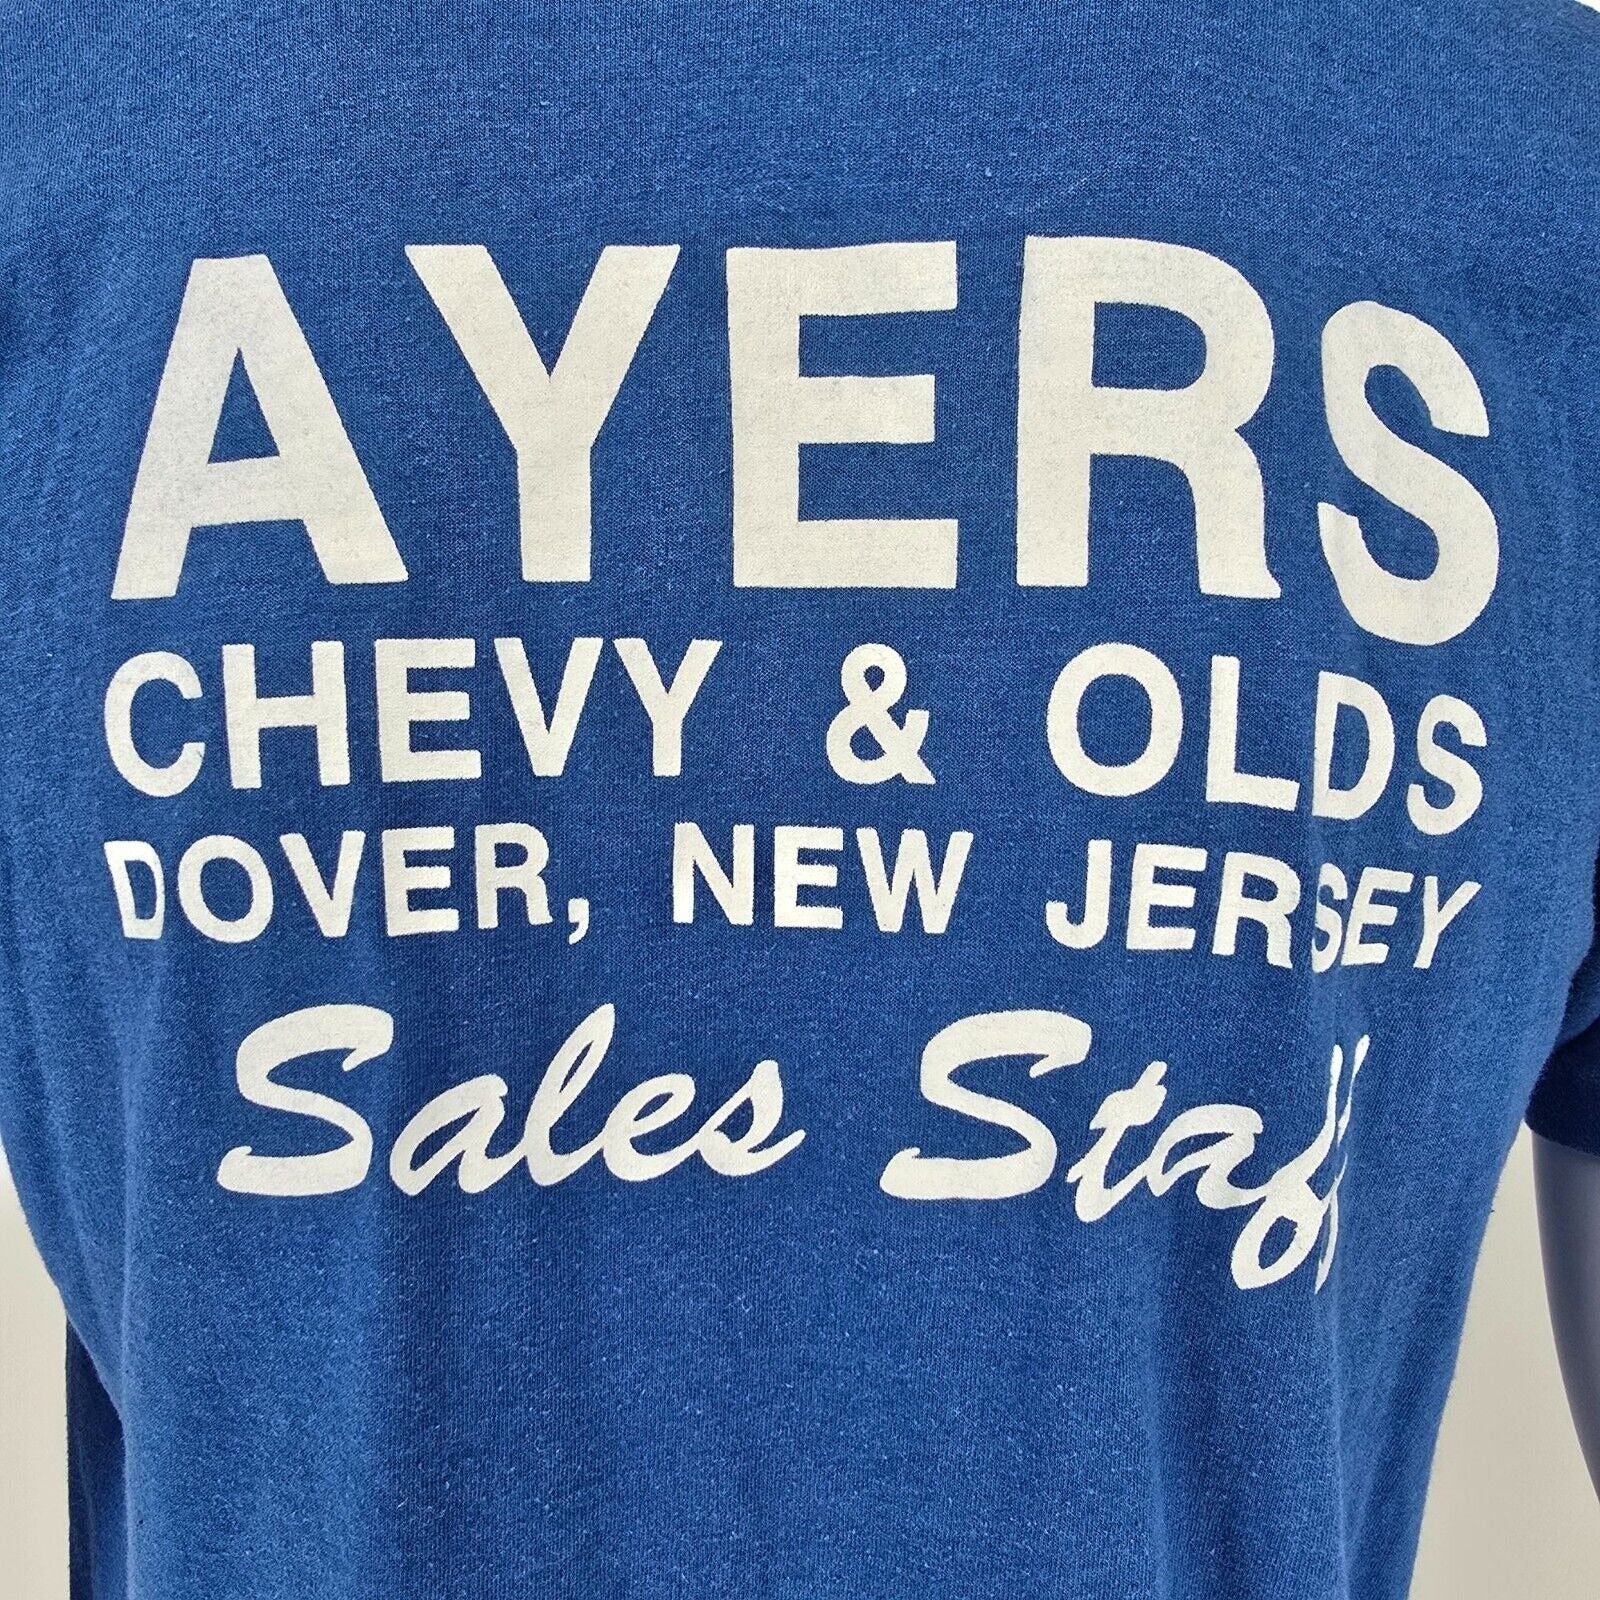 AYERS
CHEVY & OLDS
DOVER, NEW JERSEY
Sales Staff